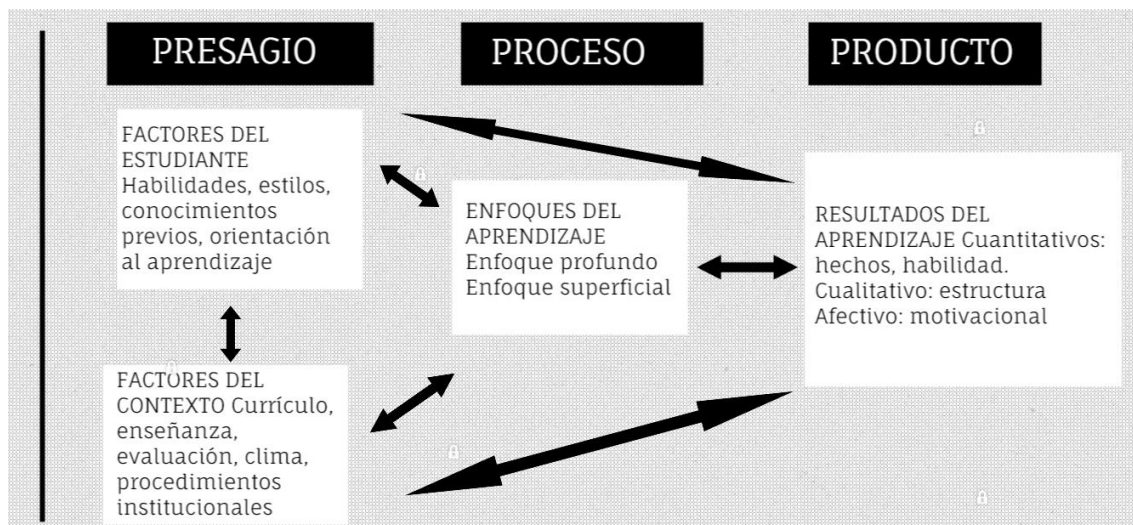 PRESAGIO
PROCESO
PRODUCTO
FACTORES DEL
ESTUDIANTE
Habilidades, estilos,
conocimientos
previos, orientación
al aprendizaje
FACTORES DEL
CONTEXTO Currículo,
enseñanza,
evaluación, clima,
procedimientos
institucionales
ENFOQUES DEL
APRENDIZAJE
Enfoque profundo
Enfoque superficial
RESULTADOS DEL
APRENDIZAJE Cuantitativos:
hechos, habilidad.
Cualitativo: estructura
Afectivo: motivacional